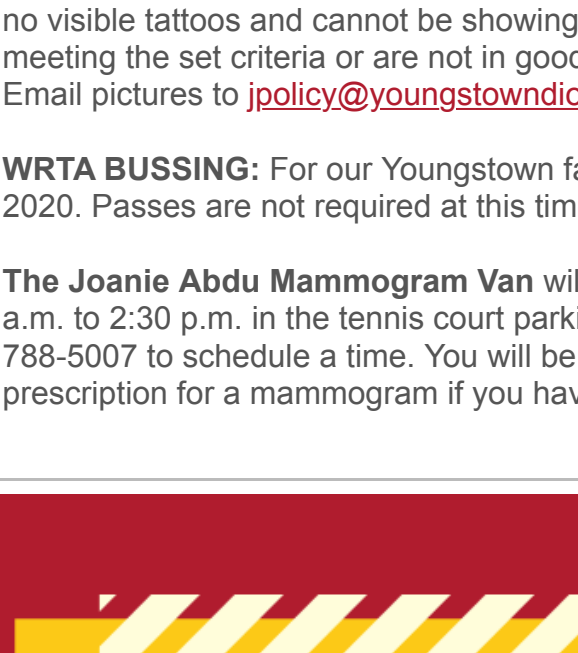 no visible tattoos and cannot be showing
meeting the set criteria or are not in good
Email pictures to jpolicy@youngstowndio
WRTA BUSSING: For our Youngstown fa
2020. Passes are not required at this tim
The Joanie Abdu Mammogram Van wil
a.m. to 2:30 p.m. in the tennis court parki
788-5007 to schedule a time. You will be
prescription for a mammogram if you hav